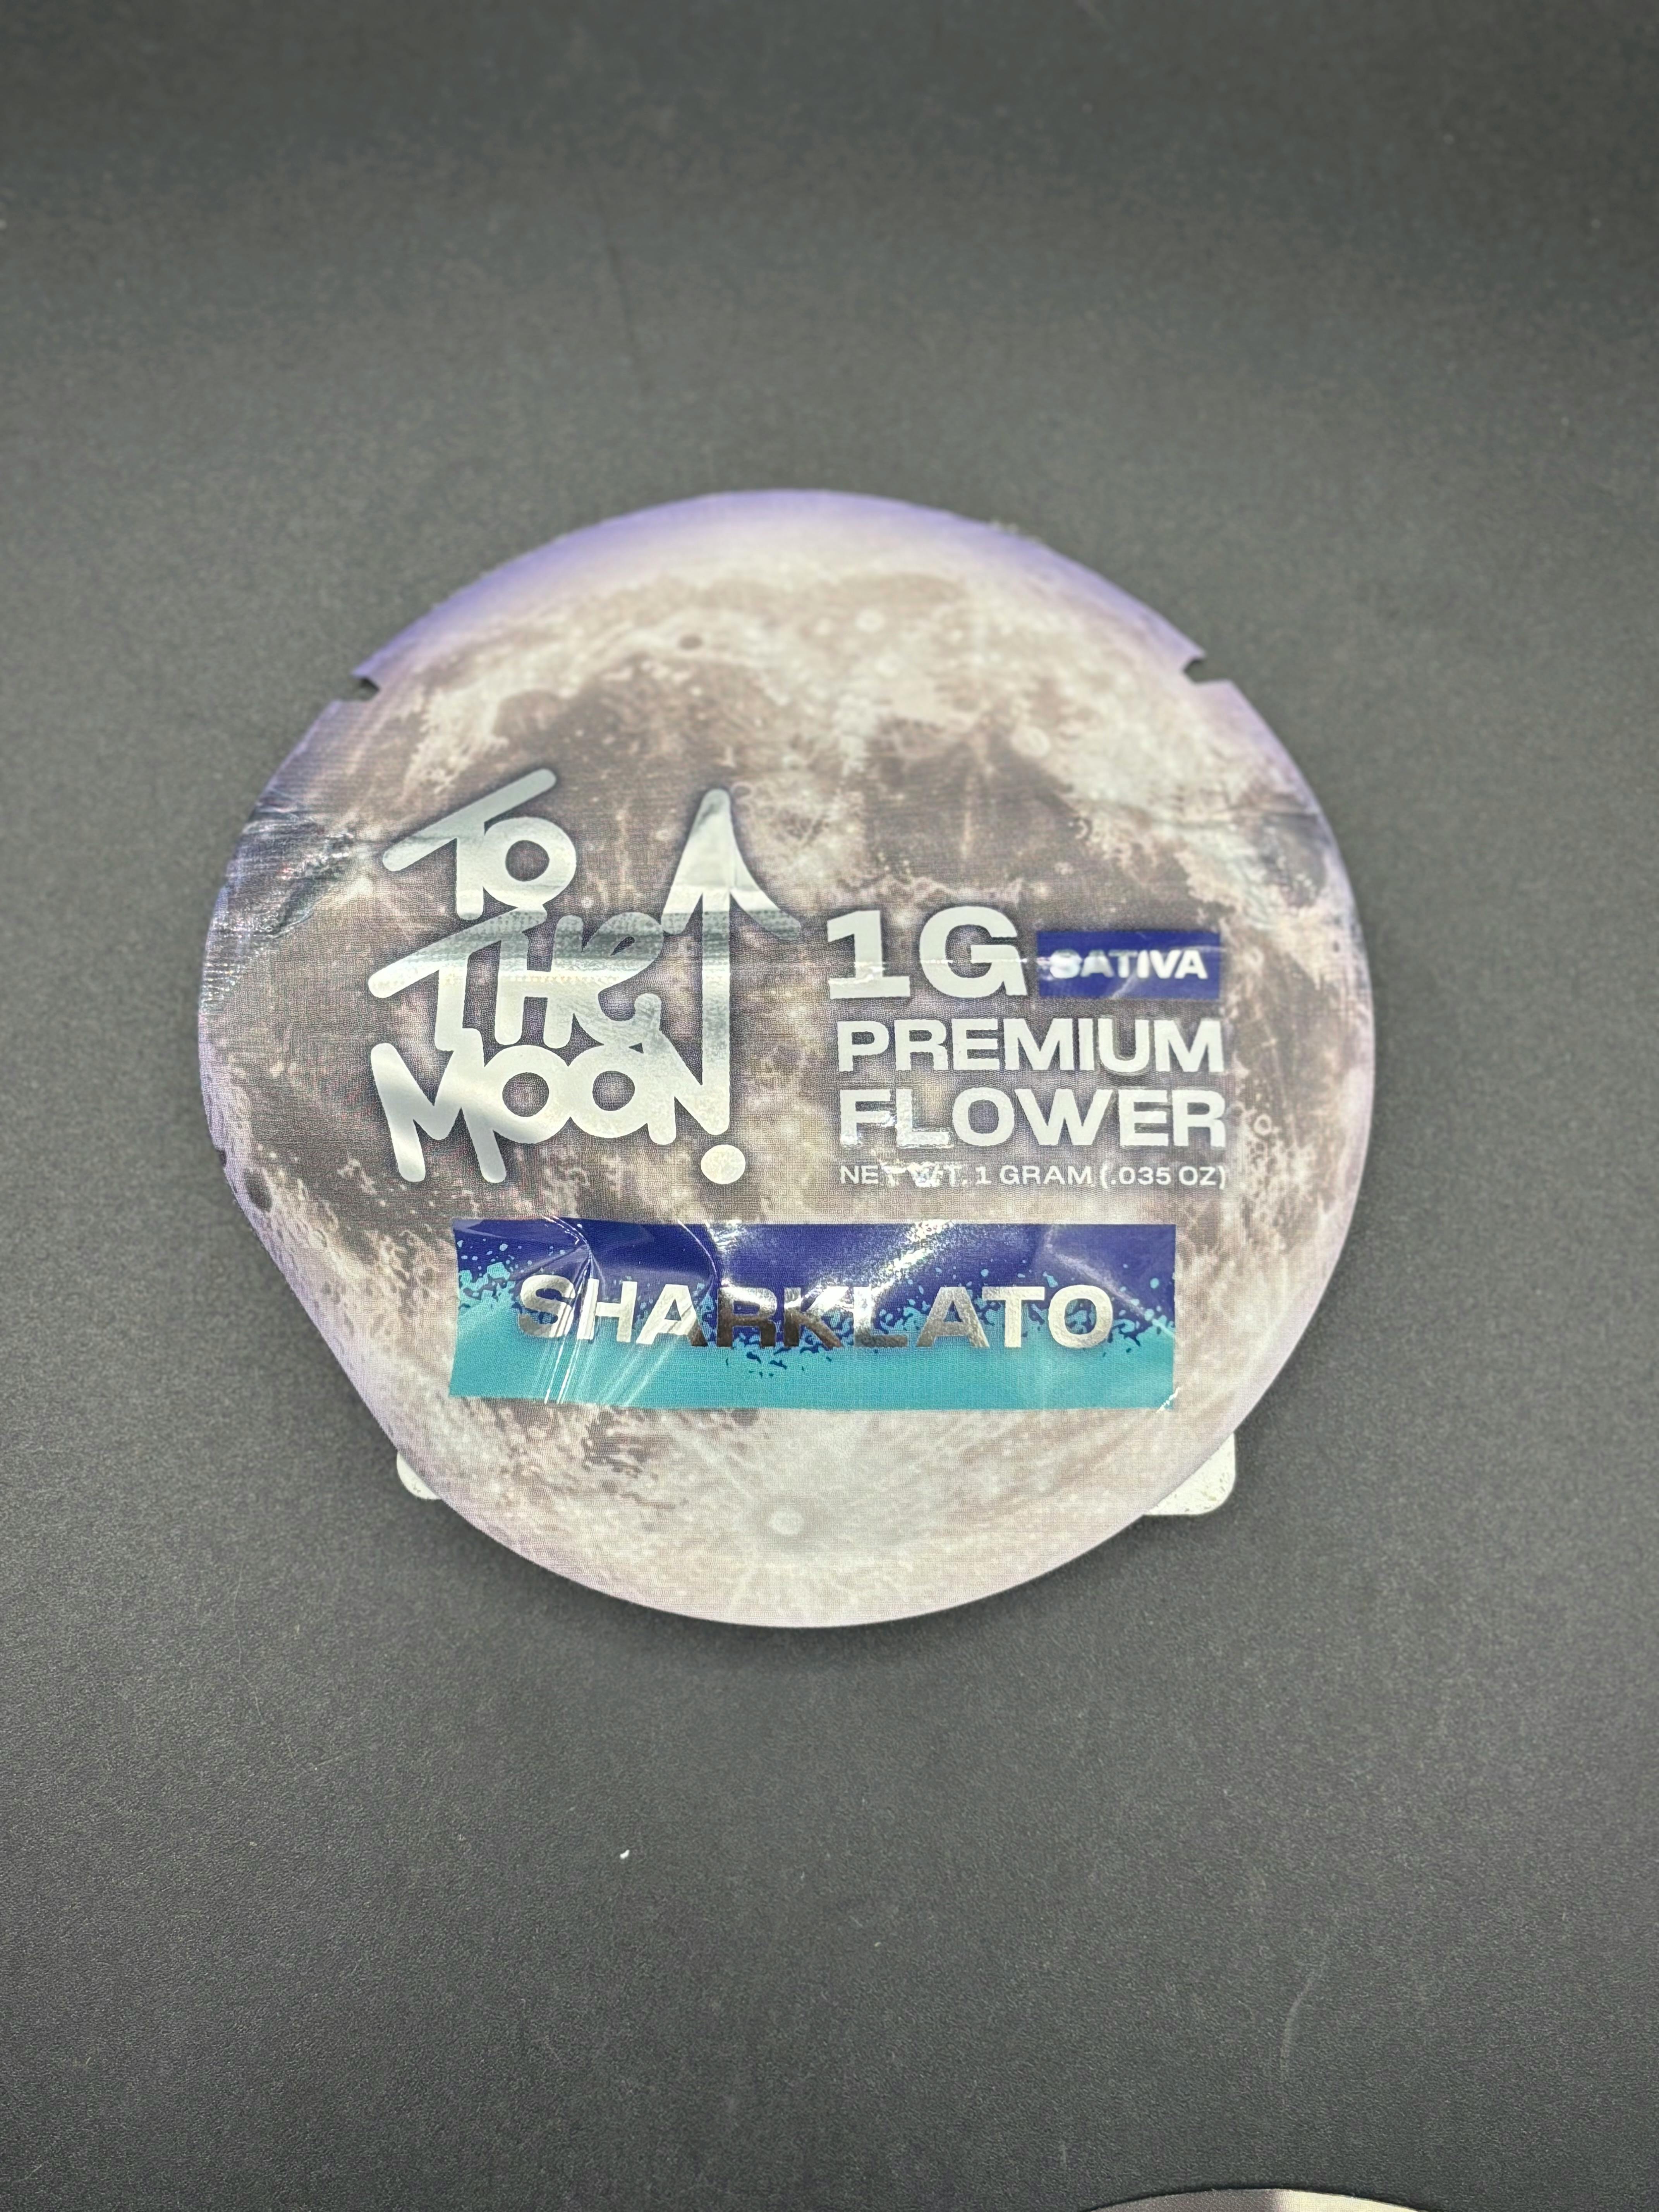 To
The
Moon!
1G SATIVA
PREMIUM
FLOWER
NET WT. 1 GRAM (.035 OZ)
SHARKLATO